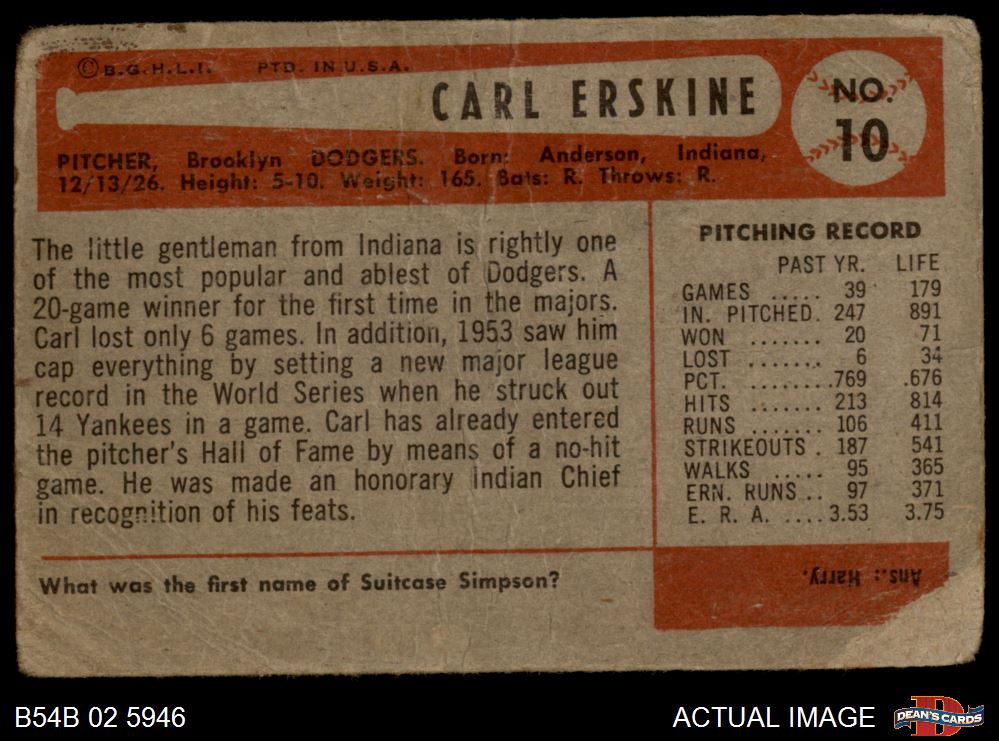 ©B.G.H.L.I. PTD. IN U.S.A.
CARL ERSKINE
NO.
10
PITCHER, Brooklyn DODGERS. Born: Anderson, Indiana,
12/13/26. Height: 5-10. Weight: 165. Bats: R. Throws: R.
The little gentleman from Indiana is rightly one
of the most popular and ablest of Dodgers. A
20-game winner for the first time in the majors.
Carl lost only 6 games. In addition, 1953 saw him
cap everything by setting a new major league
record in the World Series when he struck out
14 Yankees in a game. Carl has already entered
the pitcher's Hall of Fame by means of a no-hit
game. He was made an honorary Indian Chief
in recognition of his feats.
PITCHING RECORD
PAST YR. LIFE
GAMES ..... 39 179
IN. PITCHED. 247 891
WON ....... 20 71
LOST ....... 6 34
PCT. ........ .769 .676
HITS ....... 213 814
RUNS ....... 106 411
STRIKEOUTS . 187 541
WALKS ..... 95 365
ERN. RUNS .. 97 371
E. R. A. .... 3.53 3.75
What was the first name of Suitcase Simpson?
Ans.: Harry.
B54B 02 5946
ACTUAL IMAGE
D
DEAN'S CARDS